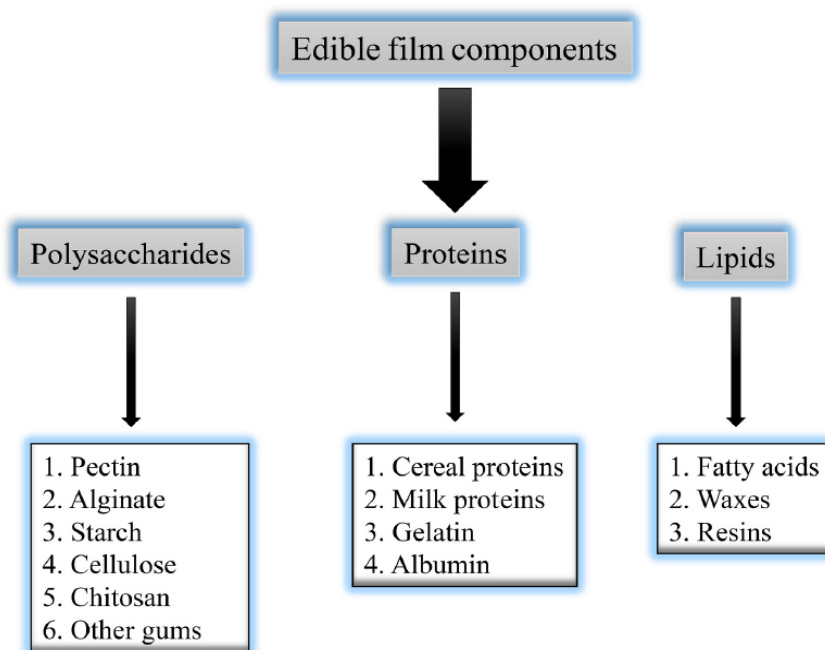 Edible film components
Polysaccharides
Proteins
Lipids
1. Pectin
2. Alginate
3. Starch
4. Cellulose
5. Chitosan
6. Other gums
1. Cereal proteins
2. Milk proteins
3. Gelatin
4. Albumin
1. Fatty acids
2. Waxes
3. Resins